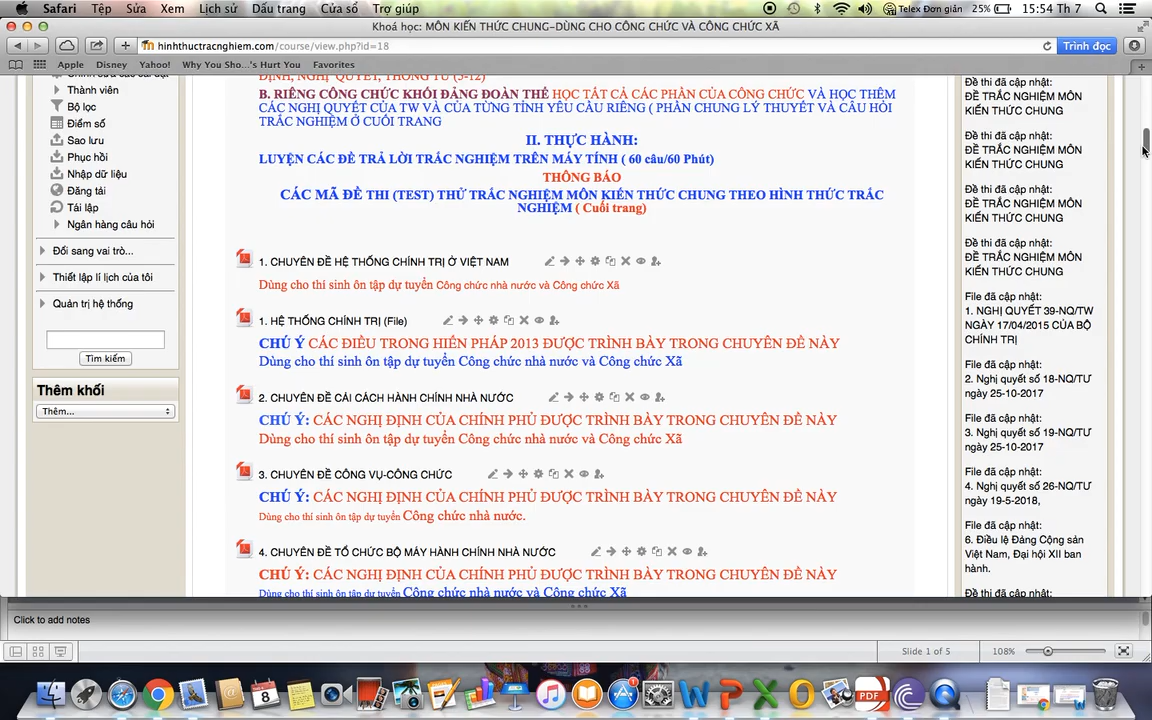 Safari Tệp Sửa Xem Lịch sử Dấu trang Cửa sổ Trợ giúp Telex Đơn giản 25% 15:54 Th 7
Khoá học: MÔN KIẾN THỨC CHUNG-DÙNG CHO CÔNG CHỨC VÀ CÔNG CHỨC XÃ
hinhthuctracnghiem.com/course/view.php?id=18
Trình đọc
Apple Disney Yahoo! Why You Sho...'s Hurt You Favorites
Thành viên
Bộ lọc
Điểm số
Sao lưu
Phục hồi
Nhập dữ liệu
Đăng tải
Tái lập
Ngân hàng câu hỏi
Đổi sang vai trò...
Thiết lập lí lịch của tôi
Quản trị hệ thống
Tìm kiếm
Thêm khối
Thêm...
ĐỊNH, NGHỊ QUYẾT, THÔNG TƯ (5-12)
B. RIÊNG CÔNG CHỨC KHỐI ĐẢNG ĐOÀN THỂ HỌC TẤT CẢ CÁC PHẦN CỦA CÔNG CHỨC VÀ HỌC THÊM
CÁC NGHỊ QUYẾT CỦA TW VÀ CỦA TỪNG TỈNH YÊU CẦU RIÊNG ( PHẦN CHUNG LÝ THUYẾT VÀ CÂU HỎI
TRẮC NGHIỆM Ở CUỐI TRANG
II. THỰC HÀNH:
LUYỆN CÁC ĐỀ TRẢ LỜI TRẮC NGHIỆM TRÊN MÁY TÍNH ( 60 câu/60 Phút)
THÔNG BÁO
CÁC MÃ ĐỀ THI (TEST) THỬ TRẮC NGHIỆM MÔN KIẾN THỨC CHUNG THEO HÌNH THỨC TRẮC
NGHIỆM ( Cuối trang)
1. CHUYÊN ĐỀ HỆ THỐNG CHÍNH TRỊ Ở VIỆT NAM
Dùng cho thí sinh ôn tập dự tuyển Công chức nhà nước và Công chức Xã
1. HỆ THỐNG CHÍNH TRỊ (File)
CHÚ Ý CÁC ĐIỀU TRONG HIẾN PHÁP 2013 ĐƯỢC TRÌNH BÀY TRONG CHUYÊN ĐỀ NÀY
Dùng cho thí sinh ôn tập dự tuyển Công chức nhà nước và Công chức Xã
2. CHUYÊN ĐỀ CẢI CÁCH HÀNH CHÍNH NHÀ NƯỚC
CHÚ Ý: CÁC NGHỊ ĐỊNH CỦA CHÍNH PHỦ ĐƯỢC TRÌNH BÀY TRONG CHUYÊN ĐỀ NÀY
Dùng cho thí sinh ôn tập dự tuyển Công chức nhà nước và Công chức Xã
3. CHUYÊN ĐỀ CÔNG VỤ-CÔNG CHỨC
CHÚ Ý: CÁC NGHỊ ĐỊNH CỦA CHÍNH PHỦ ĐƯỢC TRÌNH BÀY TRONG CHUYÊN ĐỀ NÀY
Dùng cho thí sinh ôn tập dự tuyển Công chức nhà nước.
4. CHUYÊN ĐỀ TỔ CHỨC BỘ MÁY HÀNH CHÍNH NHÀ NƯỚC
CHÚ Ý: CÁC NGHỊ ĐỊNH CỦA CHÍNH PHỦ ĐƯỢC TRÌNH BÀY TRONG CHUYÊN ĐỀ NÀY
Dùng cho thí sinh ôn tập dự tuyển Công chức nhà nước và Công chức Xã
Đề thi đã cập nhật:
ĐỀ TRẮC NGHIỆM MÔN
KIẾN THỨC CHUNG
Đề thi đã cập nhật:
ĐỀ TRẮC NGHIỆM MÔN
KIẾN THỨC CHUNG
Đề thi đã cập nhật:
ĐỀ TRẮC NGHIỆM MÔN
KIẾN THỨC CHUNG
Đề thi đã cập nhật:
ĐỀ TRẮC NGHIỆM MÔN
KIẾN THỨC CHUNG
File đã cập nhật:
1. NGHỊ QUYẾT 39-NQ/TW
NGÀY 17/04/2015 CỦA BỘ
CHÍNH TRỊ
File đã cập nhật:
2. Nghị quyết số 18-NQ/TƯ
ngày 25-10-2017
File đã cập nhật:
3. Nghị quyết số 19-NQ/TƯ
ngày 25-10-2017
File đã cập nhật:
4. Nghị quyết số 26-NQ/TƯ
ngày 19-5-2018,
File đã cập nhật:
6. Điều lệ Đảng Cộng sản
Việt Nam, Đại hội XII ban
hành.
Đề thi đã cập nhật:
Click to add notes
Slide 1 of 5 108%